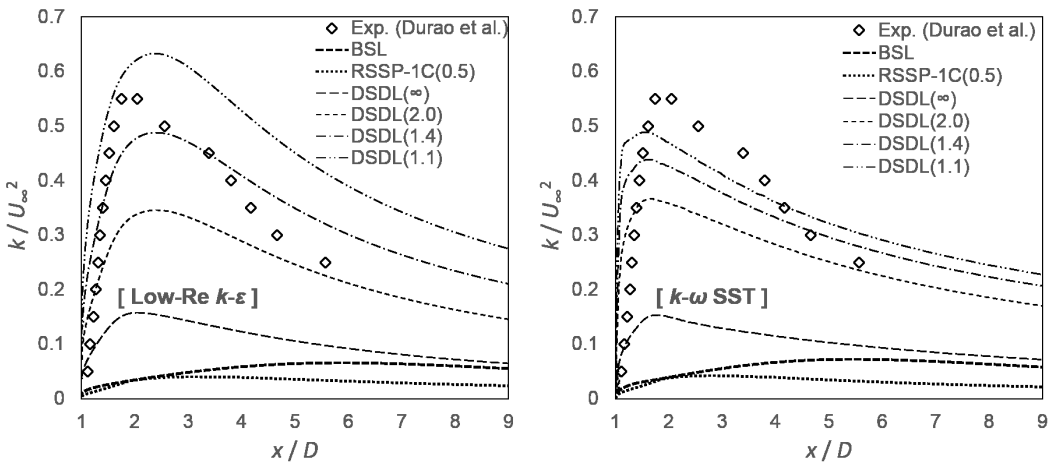 0.7
0.6
0.5
0.4
0.3
0.2
0.1
0
k / U∞²
Exp. (Durao et al.)
BSL
RSSP-1C(0.5)
DSDL(∞)
DSDL(2.0)
DSDL(1.4)
DSDL(1.1)
[ Low-Re k-ε ]
1 2 3 4 5 6 7 8 9
x / D
0.7
0.6
0.5
0.4
0.3
0.2
0.1
0
k / U∞²
Exp. (Durao et al.)
BSL
RSSP-1C(0.5)
DSDL(∞)
DSDL(2.0)
DSDL(1.4)
DSDL(1.1)
[ k-ω SST ]
1 2 3 4 5 6 7 8 9
x / D